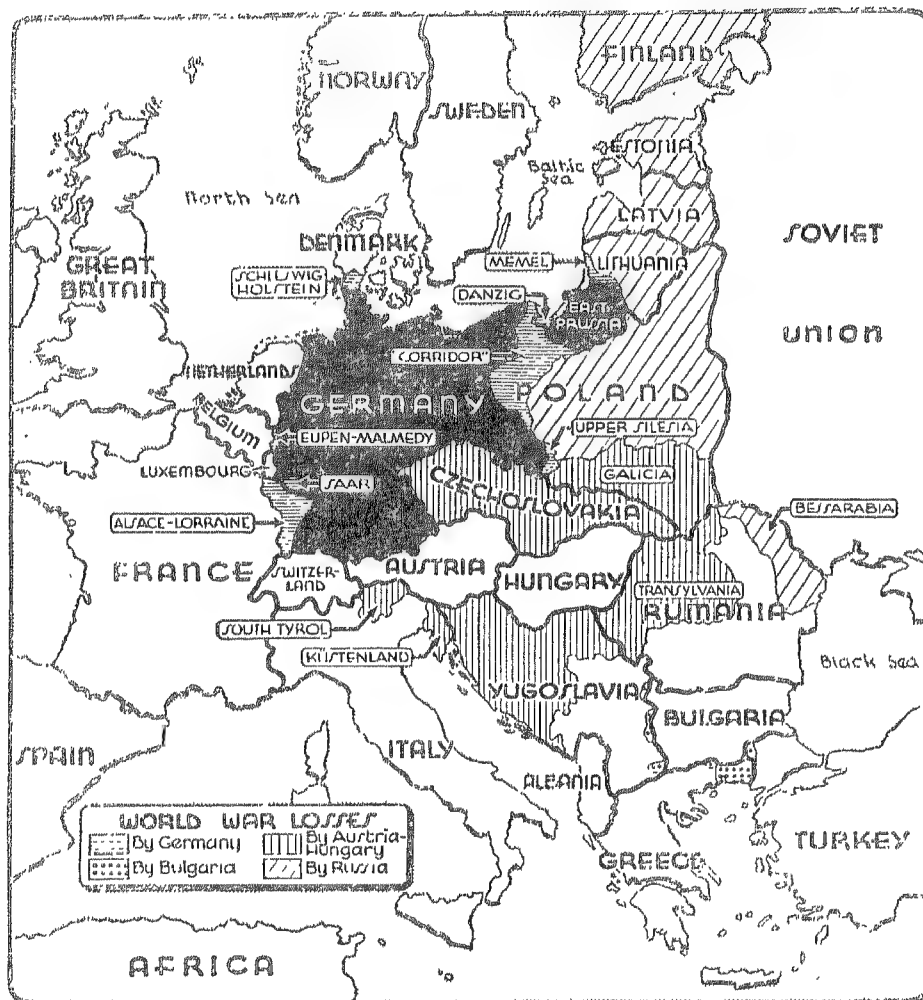 FINLAND
NORWAY
SWEDEN
ESTONIA
Baltic
Sea
North Sea
LATVIA
SOVIET
UNION
DENMARK
GREAT
BRITAIN
MEMEL
LITHUANIA
SCHLESWIG
HOLSTEIN
DANZIG
EAST
PRUSSIA
"CORRIDOR"
NETHERLANDS
POLAND
GERMANY
BELGIUM
UPPER SILESIA
EUPEN-MALMEDY
LUXEMBOURG
SAAR
GALICIA
CZECHOSLOVAKIA
BESSARABIA
ALSACE-LORRAINE
FRANCE
SWITZER-
LAND
AUSTRIA
HUNGARY
TRANSYLVANIA
RUMANIA
SOUTH TYROL
KÜSTENLAND
Black Sea
YUGOSLAVIA
BULGARIA
SPAIN
ITALY
ALBANIA
TURKEY
GREECE
WORLD WAR LOSSES
By Germany
By Austria-
Hungary
By Bulgaria
By Russia
AFRICA